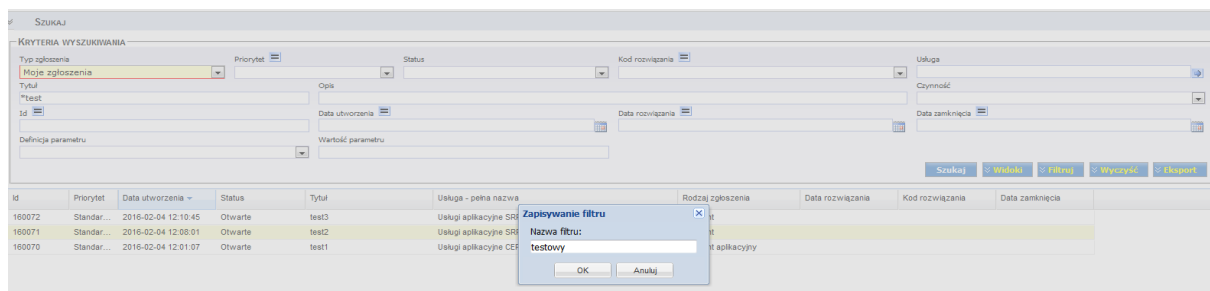 Szukaj
Kryteria wyszukiwania
Typ zgłoszenia Priorytet Status Kod rozwiązania Usługa
Moje zgłoszenia
Tytuł Opis Czynność
*test
Id Data utworzenia Data rozwiązania Data zamknięcia
Definicja parametru Wartość parametru
Szukaj Widoki Filtruj Wyczyść Eksport
Id Priorytet Data utworzenia Status Tytuł Usługa - pełna nazwa Rodzaj zgłoszenia Data rozwiązania Kod rozwiązania Data zamknięcia
160072 Standar... 2016-02-04 12:10:45 Otwarte test3 Usługi aplikacyjne
160071 Standar... 2016-02-04 12:08:01 Otwarte test2 Usługi aplikacyjne
160070 Standar... 2016-02-04 12:01:07 Otwarte test1 Usługi aplikacyjne aplikacyjny
Zapisywanie filtru
Nazwa filtru:
testowy
OK Anuluj